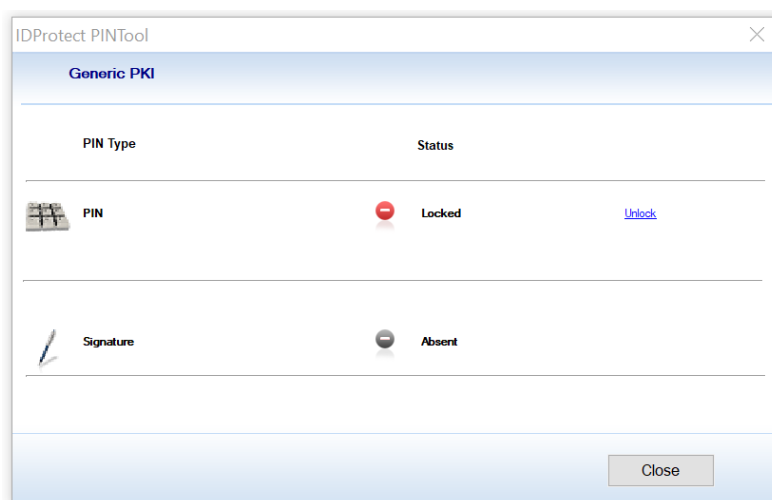 IDProtect PINTool
Generic PKI
PIN Type Status
PIN Locked Unlock
Signature Absent
Close